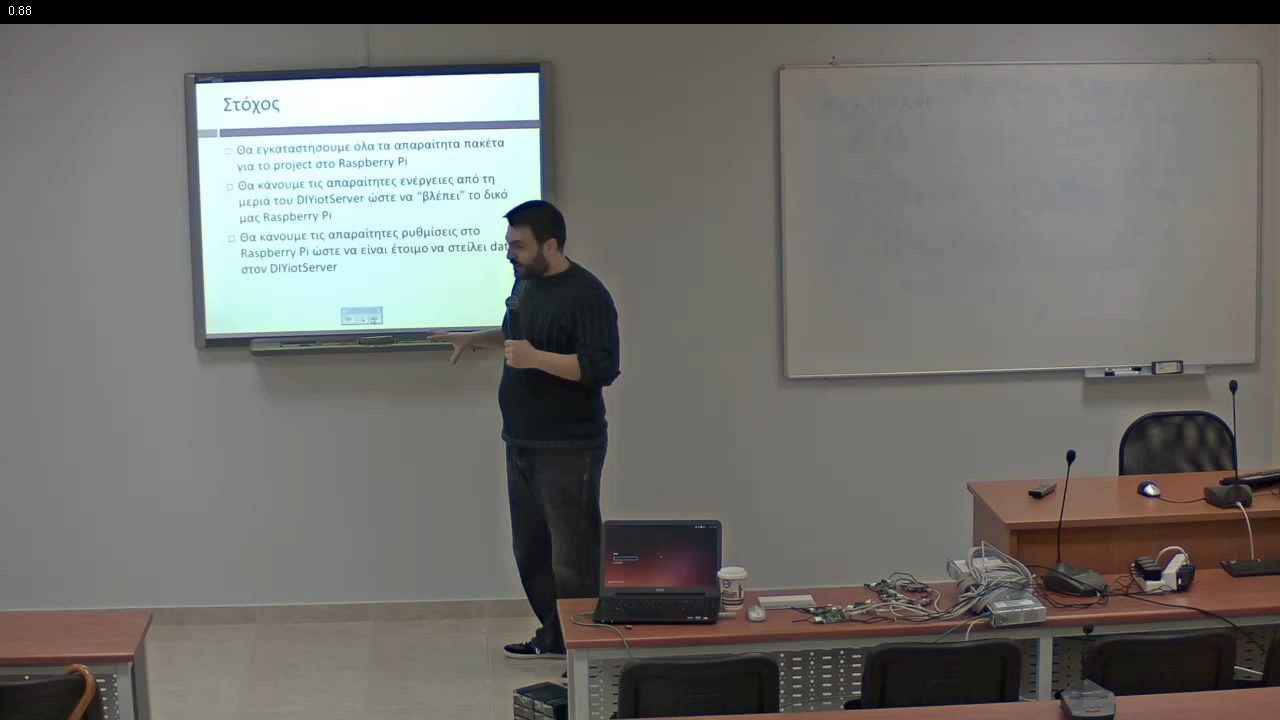 0.88
Στόχος
Θα εγκαταστήσουμε όλα τα απαραίτητα πακέτα
για το project στο Raspberry Pi
Θα κάνουμε τις απαραίτητες ενέργειες από τη
μεριά του DIYiotServer ώστε να "βλέπει" το δικό
μας Raspberry Pi
Θα κάνουμε τις απαραίτητες ρυθμίσεις στο
Raspberry Pi ώστε να είναι έτοιμο να στείλει dat
στον DIYiotServer